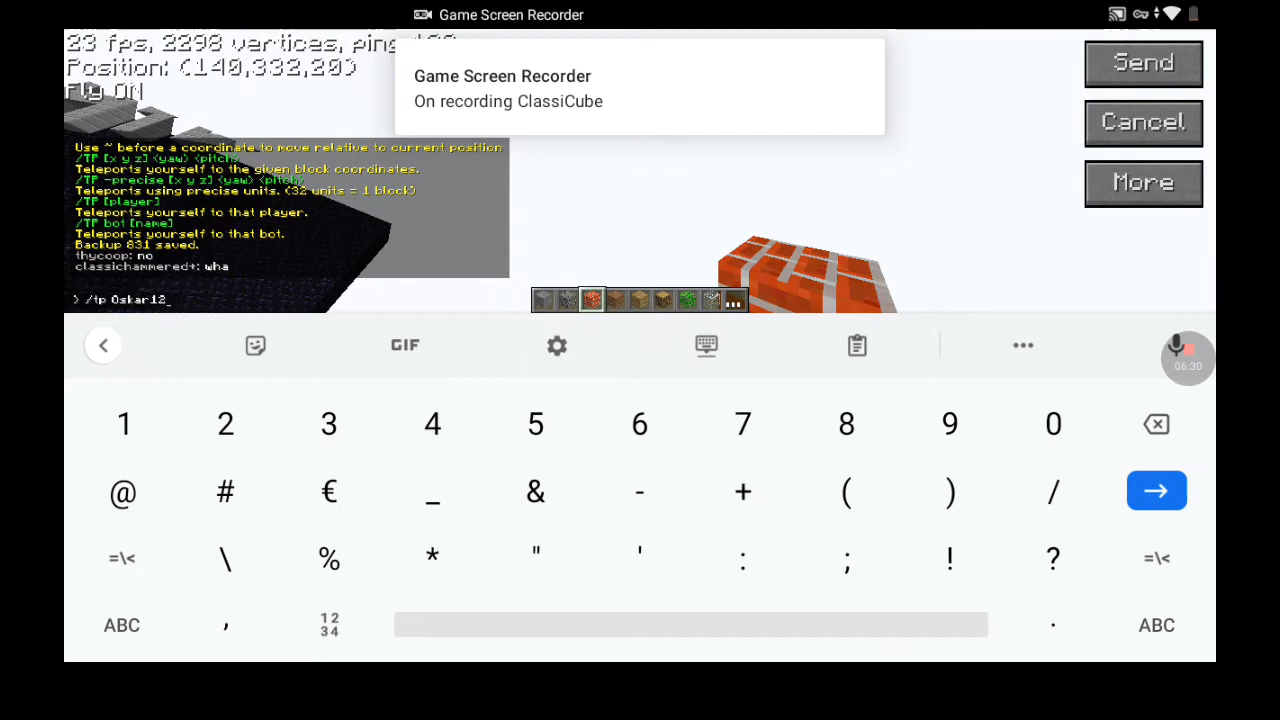 Game Screen Recorder
23 fps, 2298 vertices, ping
Position: (140,332,20)
Fly ON
Game Screen Recorder
On recording ClassiCube
Send
Cancel
More
Use ~ before a coordinate to move relative to current position
/TP [x y z] <yaw> <pitch>
Teleports yourself to the given block coordinates.
/TP -precise [x y z] <yaw> <pitch>
Teleports using precise units. (32 units = 1 block)
/TP [player]
Teleports yourself to that player.
/TP bot [name]
Teleports yourself to that bot.
Backup 831 saved.
thycoop: no
classichammered+: wha
> /tp Oskar12_
...
GIF
06:30
1 2 3 4 5 6 7 8 9 0
@ # € _ & - + ( ) /
=\< \ % * " ' : ; ! ? =\<
ABC , 12 34 . ABC